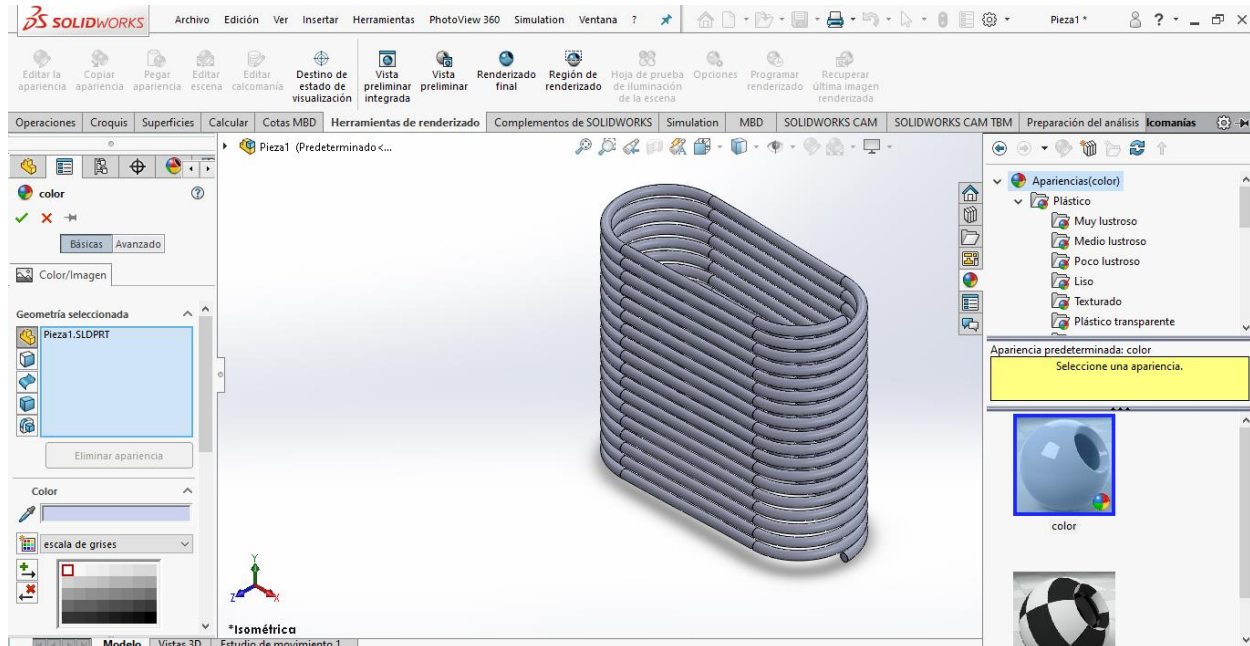 SOLIDWORKS Archivo Edición Ver Insertar Herramientas PhotoView 360 Simulation Ventana ? Pieza1 * ?
Editar la apariencia
Copiar apariencia
Pegar apariencia
Editar escena
Editar calcomanía
Destino de estado de visualización
Vista preliminar integrada
Vista preliminar
Renderizado final
Región de renderizado
Hoja de prueba de iluminación de la escena
Opciones
Programar renderizado
Recuperar última imagen renderizada
Operaciones Croquis Superficies Calcular Cotas MBD Herramientas de renderizado Complementos de SOLIDWORKS Simulation MBD SOLIDWORKS CAM SOLIDWORKS CAM TBM Preparación del análisis lcomanías
Pieza1 (Predeterminado<...
color
Básicas Avanzado
Color/Imagen
Geometría seleccionada
Pieza1.SLDPRT
Eliminar apariencia
Color
escala de grises
Y
Z
X
*Isométrica
Modelo Vistas 3D Estudio de movimiento 1
Apariencias(color)
Plástico
Muy lustroso
Medio lustroso
Poco lustroso
Liso
Texturado
Plástico transparente
Apariencia predeterminada: color
Seleccione una apariencia.
color